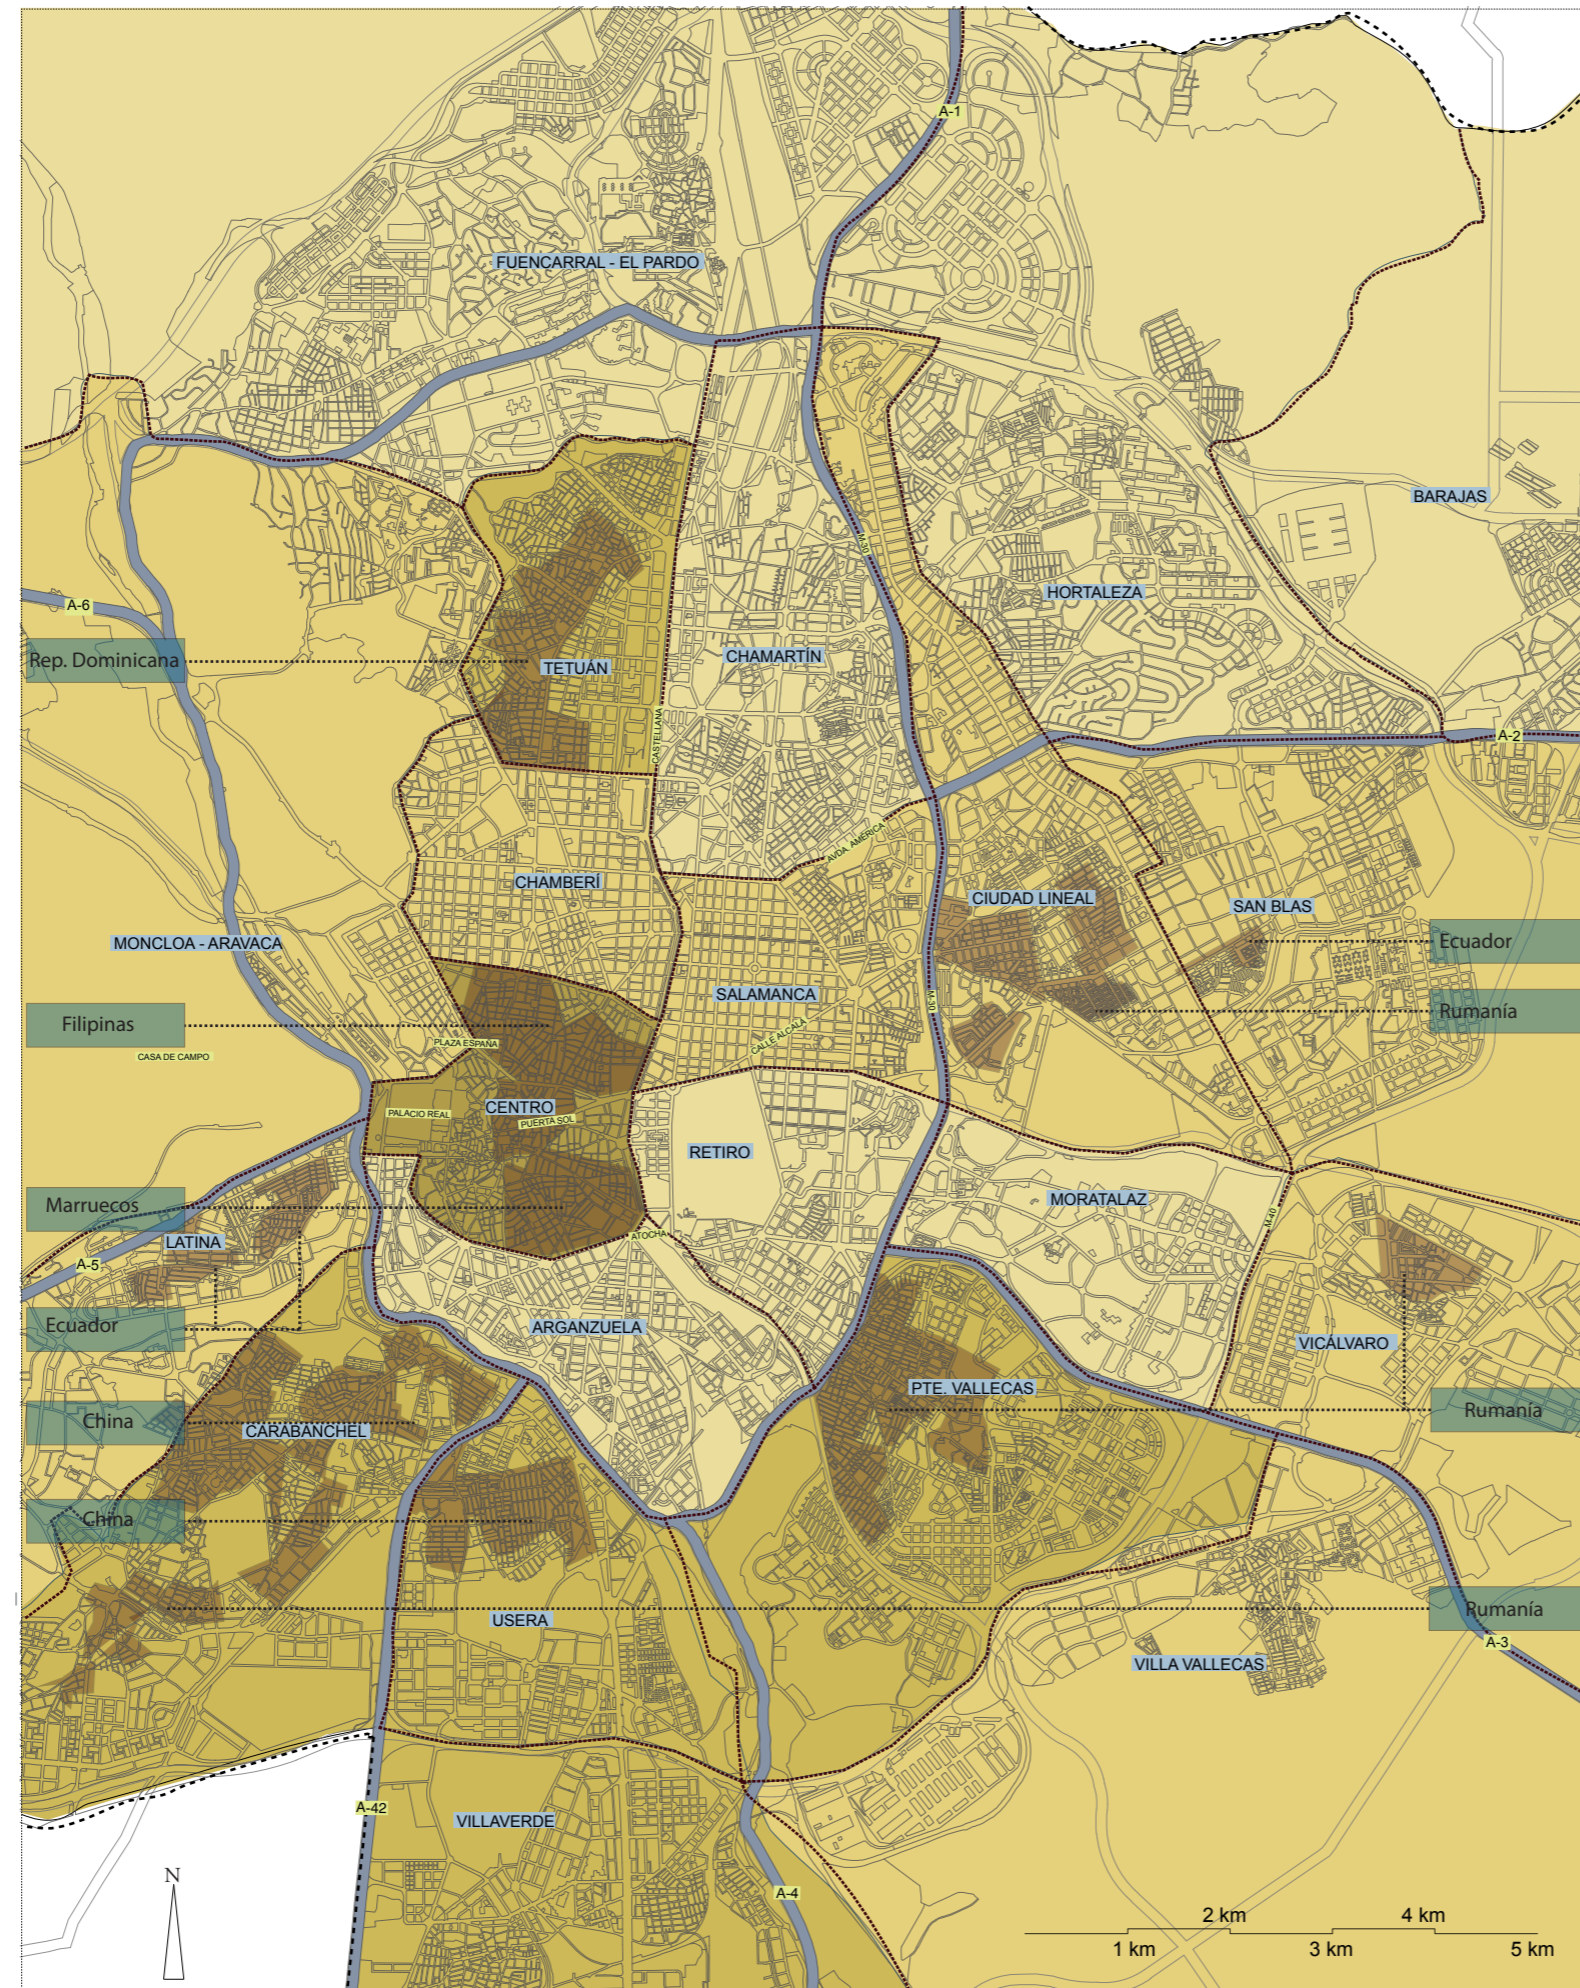 A-1
FUENCARRAL - EL PARDO
BARAJAS
M-30
HORTALEZA
A-6
Rep. Dominicana
TETUÁN
CHAMARTÍN
CASTELLANA
A-2
AVDA. AMÉRICA
CHAMBERÍ
CIUDAD LINEAL
SAN BLAS
MONCLOA - ARAVACA
Ecuador
SALAMANCA
M-30
Rumanía
Filipinas
CALLE ALCALÁ
PLAZA ESPAÑA
CASA DE CAMPO
CENTRO
PALACIO REAL
PUERTA SOL
RETIRO
MORATALAZ
Marruecos
M-40
ATOCHA
LATINA
A-5
Ecuador
ARGANZUELA
VICÁLVARO
PTE. VALLECAS
Rumanía
China
CARABANCHEL
China
Rumanía
USERA
A-3
VILLA VALLECAS
A-42
VILLAVERDE
N
A-4
2 km 4 km
1 km 3 km 5 km